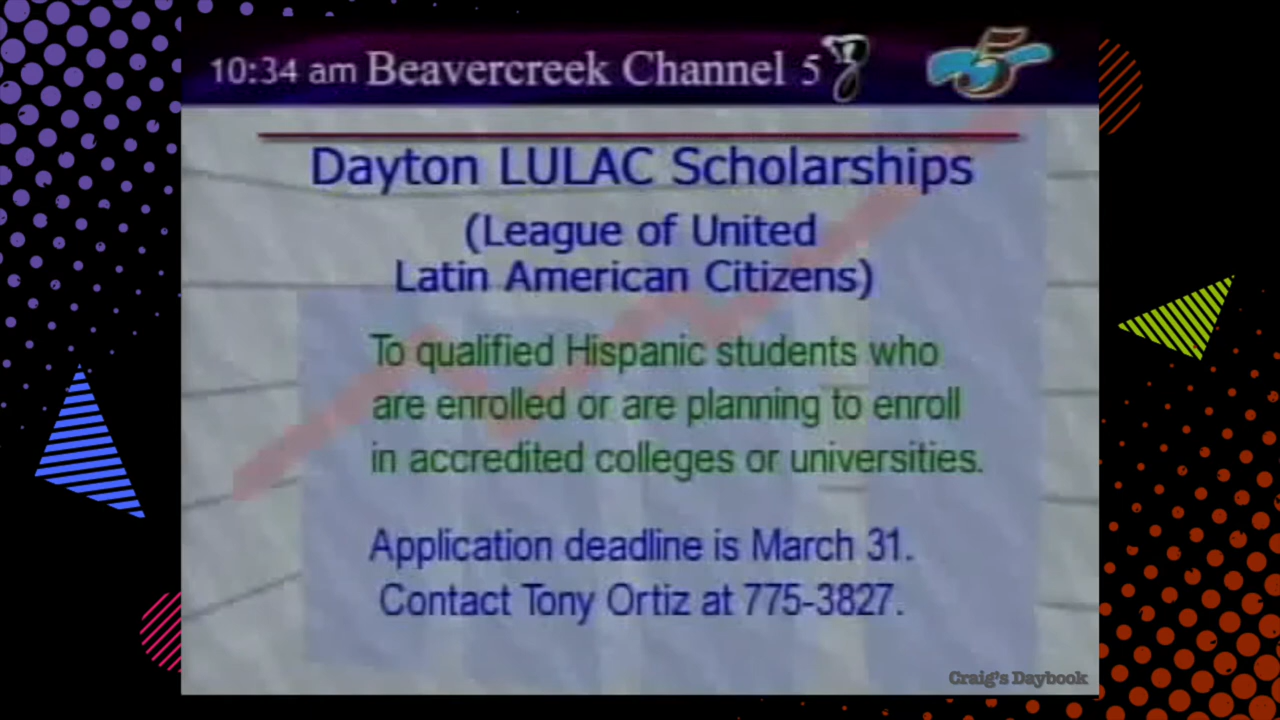 10:34 am Beavercreek Channel 5
5
Dayton LULAC Scholarships
(League of United
Latin American Citizens)
To qualified Hispanic students who
are enrolled or are planning to enroll
in accredited colleges or universities.
Application deadline is March 31.
Contact Tony Ortiz at 775-3827.
Craig's Daybook